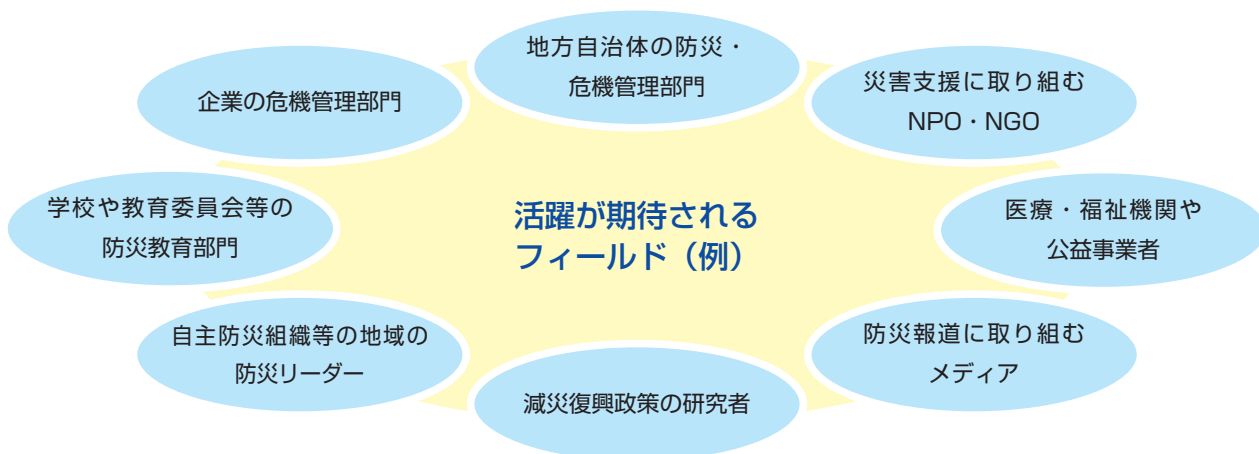 地方自治体の防災・
危機管理部門
企業の危機管理部門
災害支援に取り組む
NPO・NGO
学校や教育委員会等の
防災教育部門
活躍が期待される
フィールド（例）
医療・福祉機関や
公益事業者
自主防災組織等の地域の
防災リーダー
防災報道に取り組む
メディア
減災復興政策の研究者